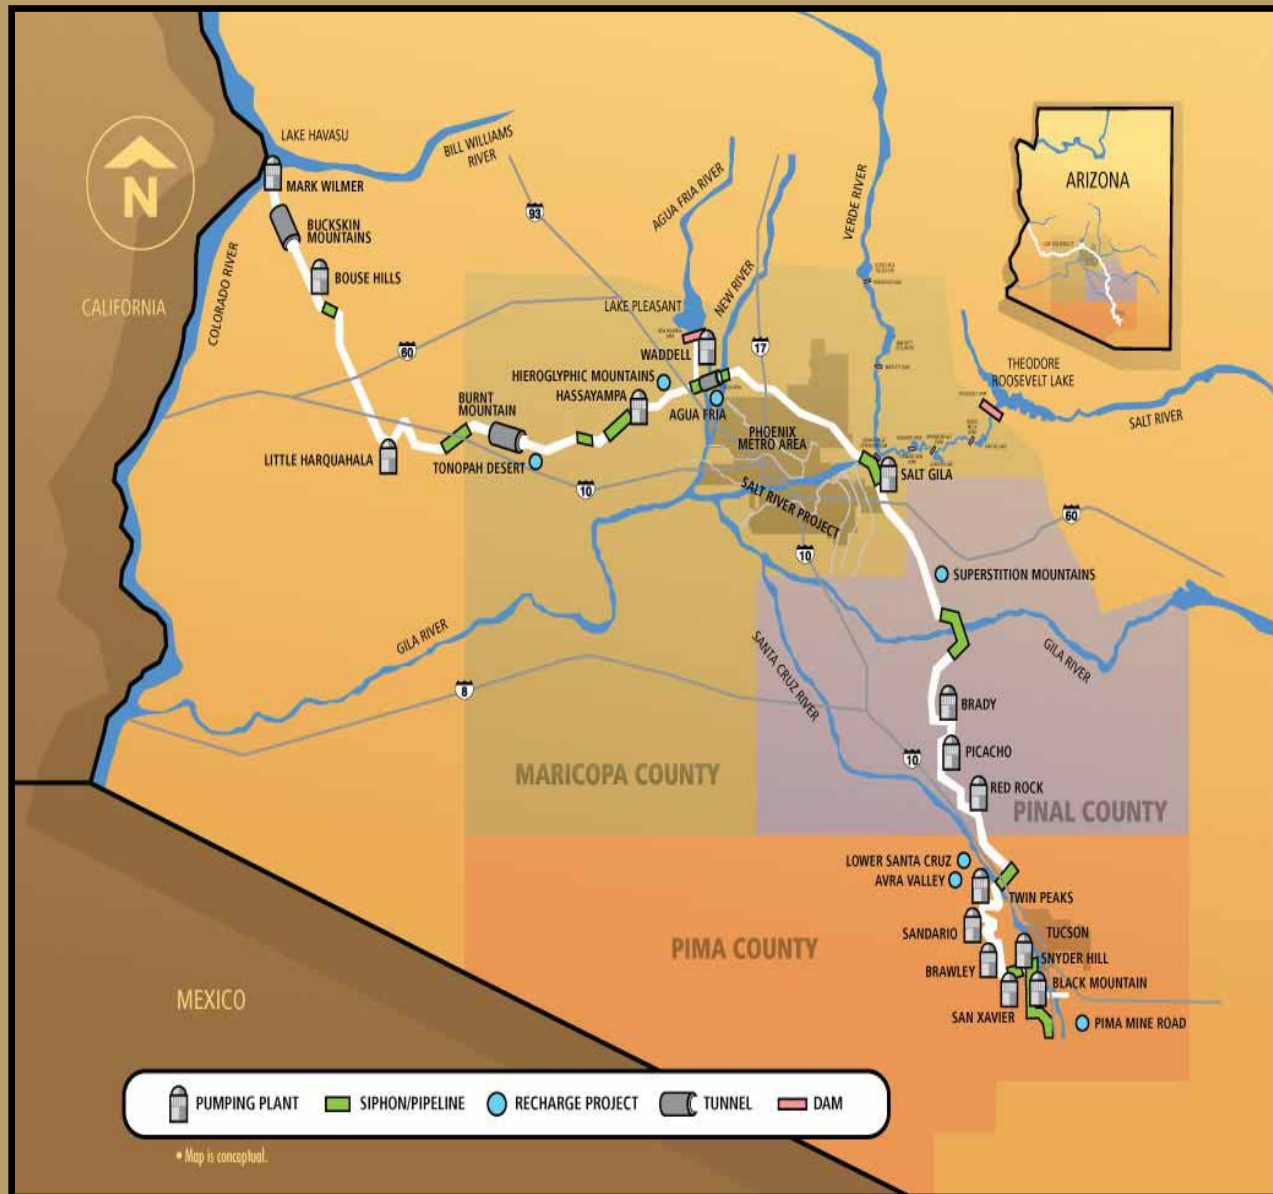 LAKE HAVASU
BILL WILLIAMS
RIVER
MARK WILMER
N
BUCKSKIN
MOUNTAINS
93
AGUA FRIA RIVER
VERDE RIVER
ARIZONA
BOUSE HILLS
CALIFORNIA
COLORADO RIVER
LAKE PLEASANT
NEW RIVER
60
WADDELL
17
THEODORE
ROOSEVELT LAKE
HIEROGLYPHIC MOUNTAINS
HASSAYAMPA
BURNT
MOUNTAIN
AGUA FRIA
SALT RIVER
PHOENIX
METRO AREA
LITTLE HARQUAHALA
TONOPAH DESERT
SALT GILA
10
SALT RIVER PROJECT
60
10
SUPERSTITION MOUNTAINS
GILA RIVER
SANTA CRUZ RIVER
GILA RIVER
8
BRADY
10
PICACHO
MARICOPA COUNTY
RED ROCK
PINAL COUNTY
LOWER SANTA CRUZ
AVRA VALLEY
TWIN PEAKS
SANDARIO
TUCSON
PIMA COUNTY
SNYDER HILL
BRAWLEY
BLACK MOUNTAIN
MEXICO
SAN XAVIER
PIMA MINE ROAD
PUMPING PLANT
SIPHON/PIPELINE
RECHARGE PROJECT
TUNNEL
DAM
• Map is conceptual.